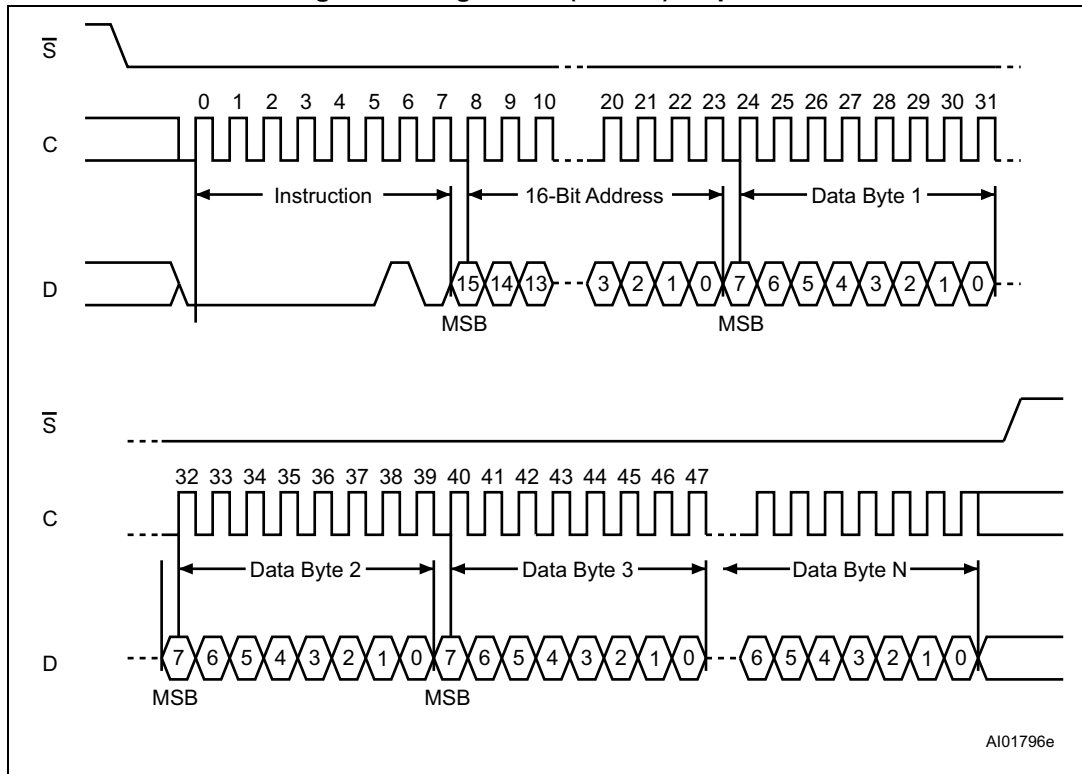 S
0 1 2 3 4 5 6 7 8 9 10 20 21 22 23 24 25 26 27 28 29 30 31
C
Instruction 16-Bit Address Data Byte 1
D 15 14 13 3 2 1 0 7 6 5 4 3 2 1 0
MSB MSB
S
32 33 34 35 36 37 38 39 40 41 42 43 44 45 46 47
C
Data Byte 2 Data Byte 3 Data Byte N
D 7 6 5 4 3 2 1 0 7 6 5 4 3 2 1 0 6 5 4 3 2 1 0
MSB MSB
AI01796e